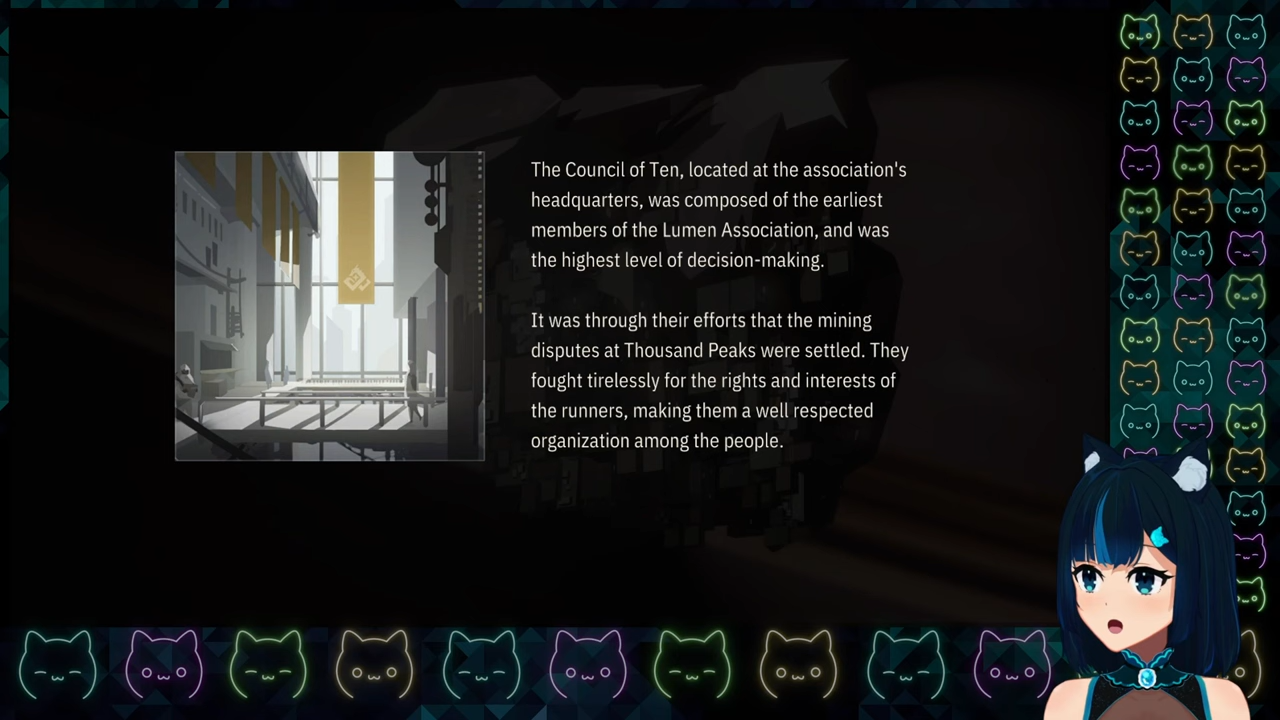 The Council of Ten, located at the association's
headquarters, was composed of the earliest
members of the Lumen Association, and was
the highest level of decision-making.
It was through their efforts that the mining
disputes at Thousand Peaks were settled. They
fought tirelessly for the rights and interests of
the runners, making them a well respected
organization among the people.